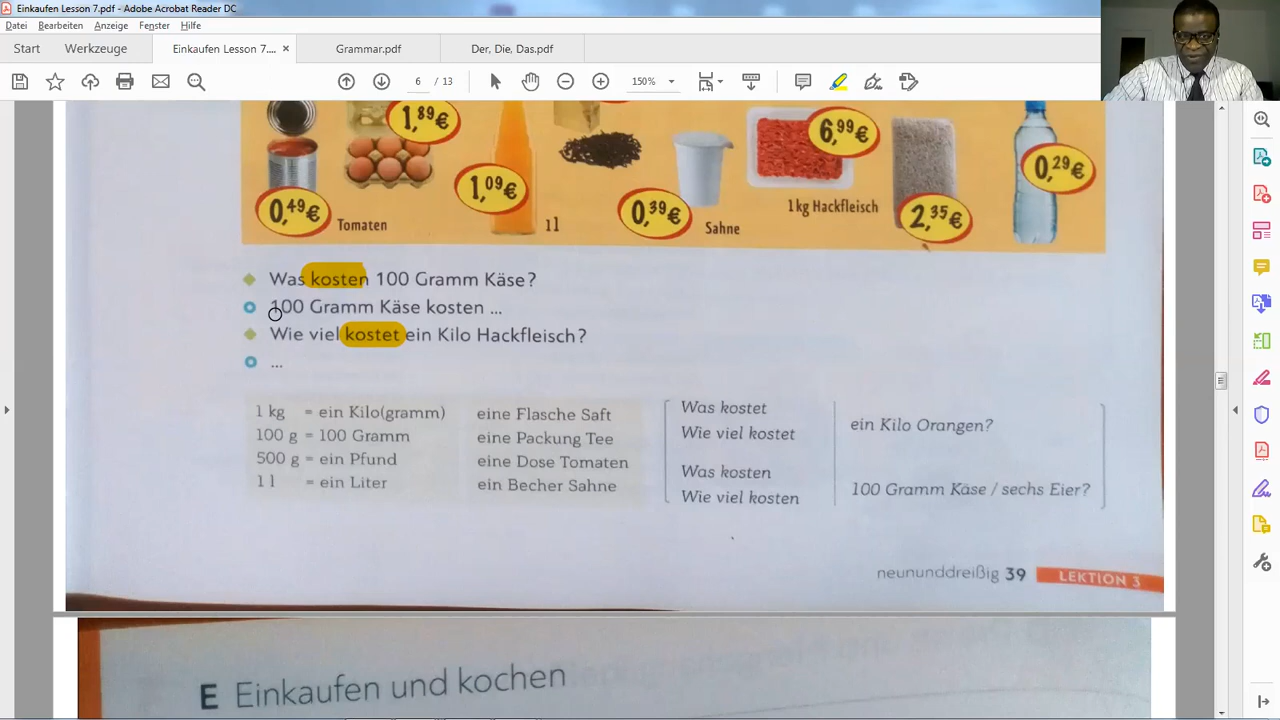 Einkaufen Lesson 7.pdf - Adobe Acrobat Reader DC
Datei Bearbeiten Anzeige Fenster Hilfe
Start Werkzeuge Einkaufen Lesson 7.... × Grammar.pdf Der, Die, Das.pdf
6 / 13 150%
1,89€
6,99€
0,29€
1,09€
0,49€ 0,39€ 2,35€
Tomaten 1 l Sahne 1 kg Hackfleisch
Was kosten 100 Gramm Käse?
100 Gramm Käse kosten ...
Wie viel kostet ein Kilo Hackfleisch?
...
1 kg = ein Kilo(gramm)
100 g = 100 Gramm
500 g = ein Pfund
1 l = ein Liter
eine Flasche Saft
eine Packung Tee
eine Dose Tomaten
ein Becher Sahne
Was kostet
Wie viel kostet
ein Kilo Orangen?
Was kosten
Wie viel kosten
100 Gramm Käse / sechs Eier?
neununddreißig 39 LEKTION 3
E Einkaufen und kochen